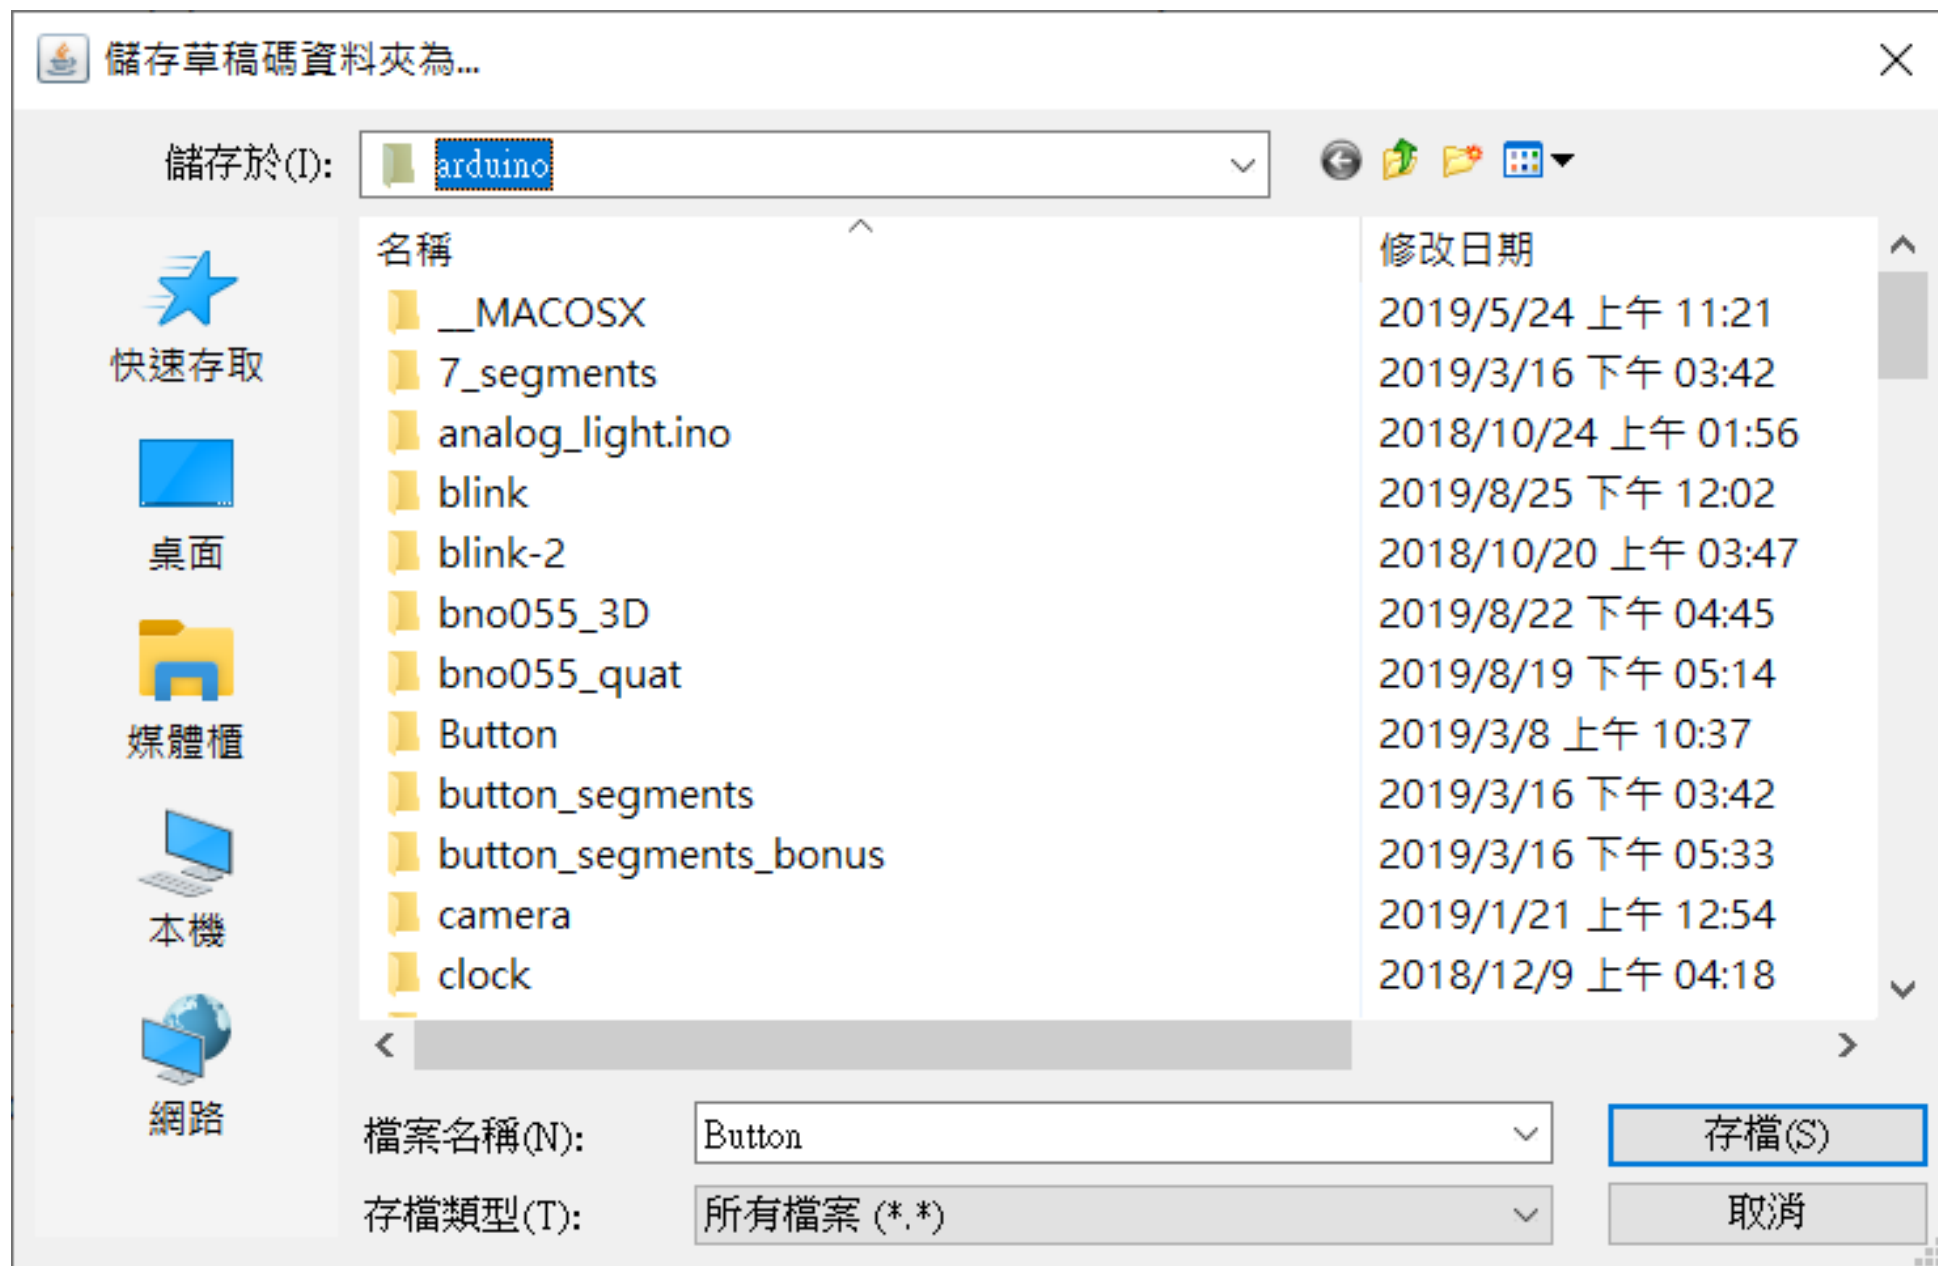 儲存草稿碼資料夾為...
儲存於(I): arduino
名稱 修改日期
__MACOSX 2019/5/24 上午 11:21
7_segments 2019/3/16 下午 03:42
analog_light.ino 2018/10/24 上午 01:56
blink 2019/8/25 下午 12:02
blink-2 2018/10/20 上午 03:47
bno055_3D 2019/8/22 下午 04:45
bno055_quat 2019/8/19 下午 05:14
Button 2019/3/8 上午 10:37
button_segments 2019/3/16 下午 03:42
button_segments_bonus 2019/3/16 下午 05:33
camera 2019/1/21 上午 12:54
clock 2018/12/9 上午 04:18
快速存取
桌面
媒體櫃
本機
網路
檔案名稱(N): Button 存檔(S)
存檔類型(T): 所有檔案 (*.*) 取消